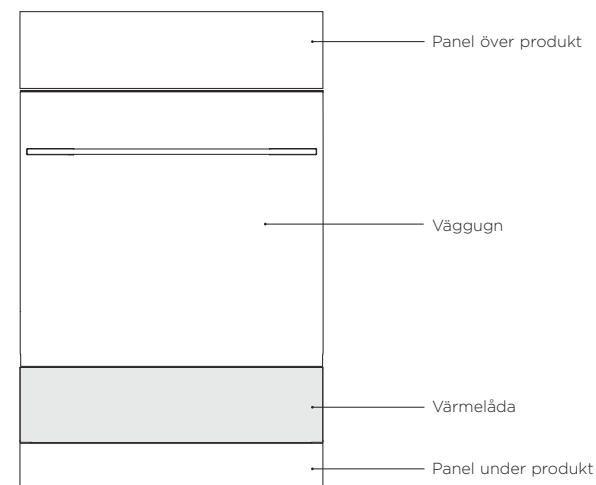 Panel över produkt
Väggugn
Värmelåda
Panel under produkt